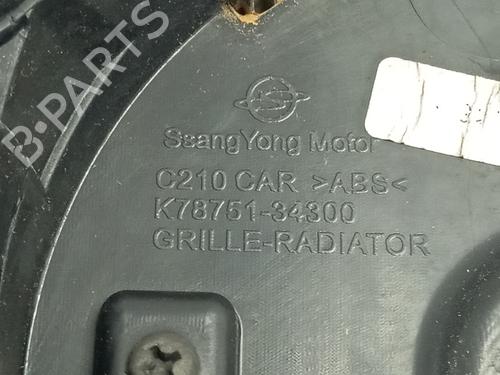 B-PARTS
SsangYong Motor
C210 CAR >ABS<
K78751-34300
GRILLE-RADIATOR